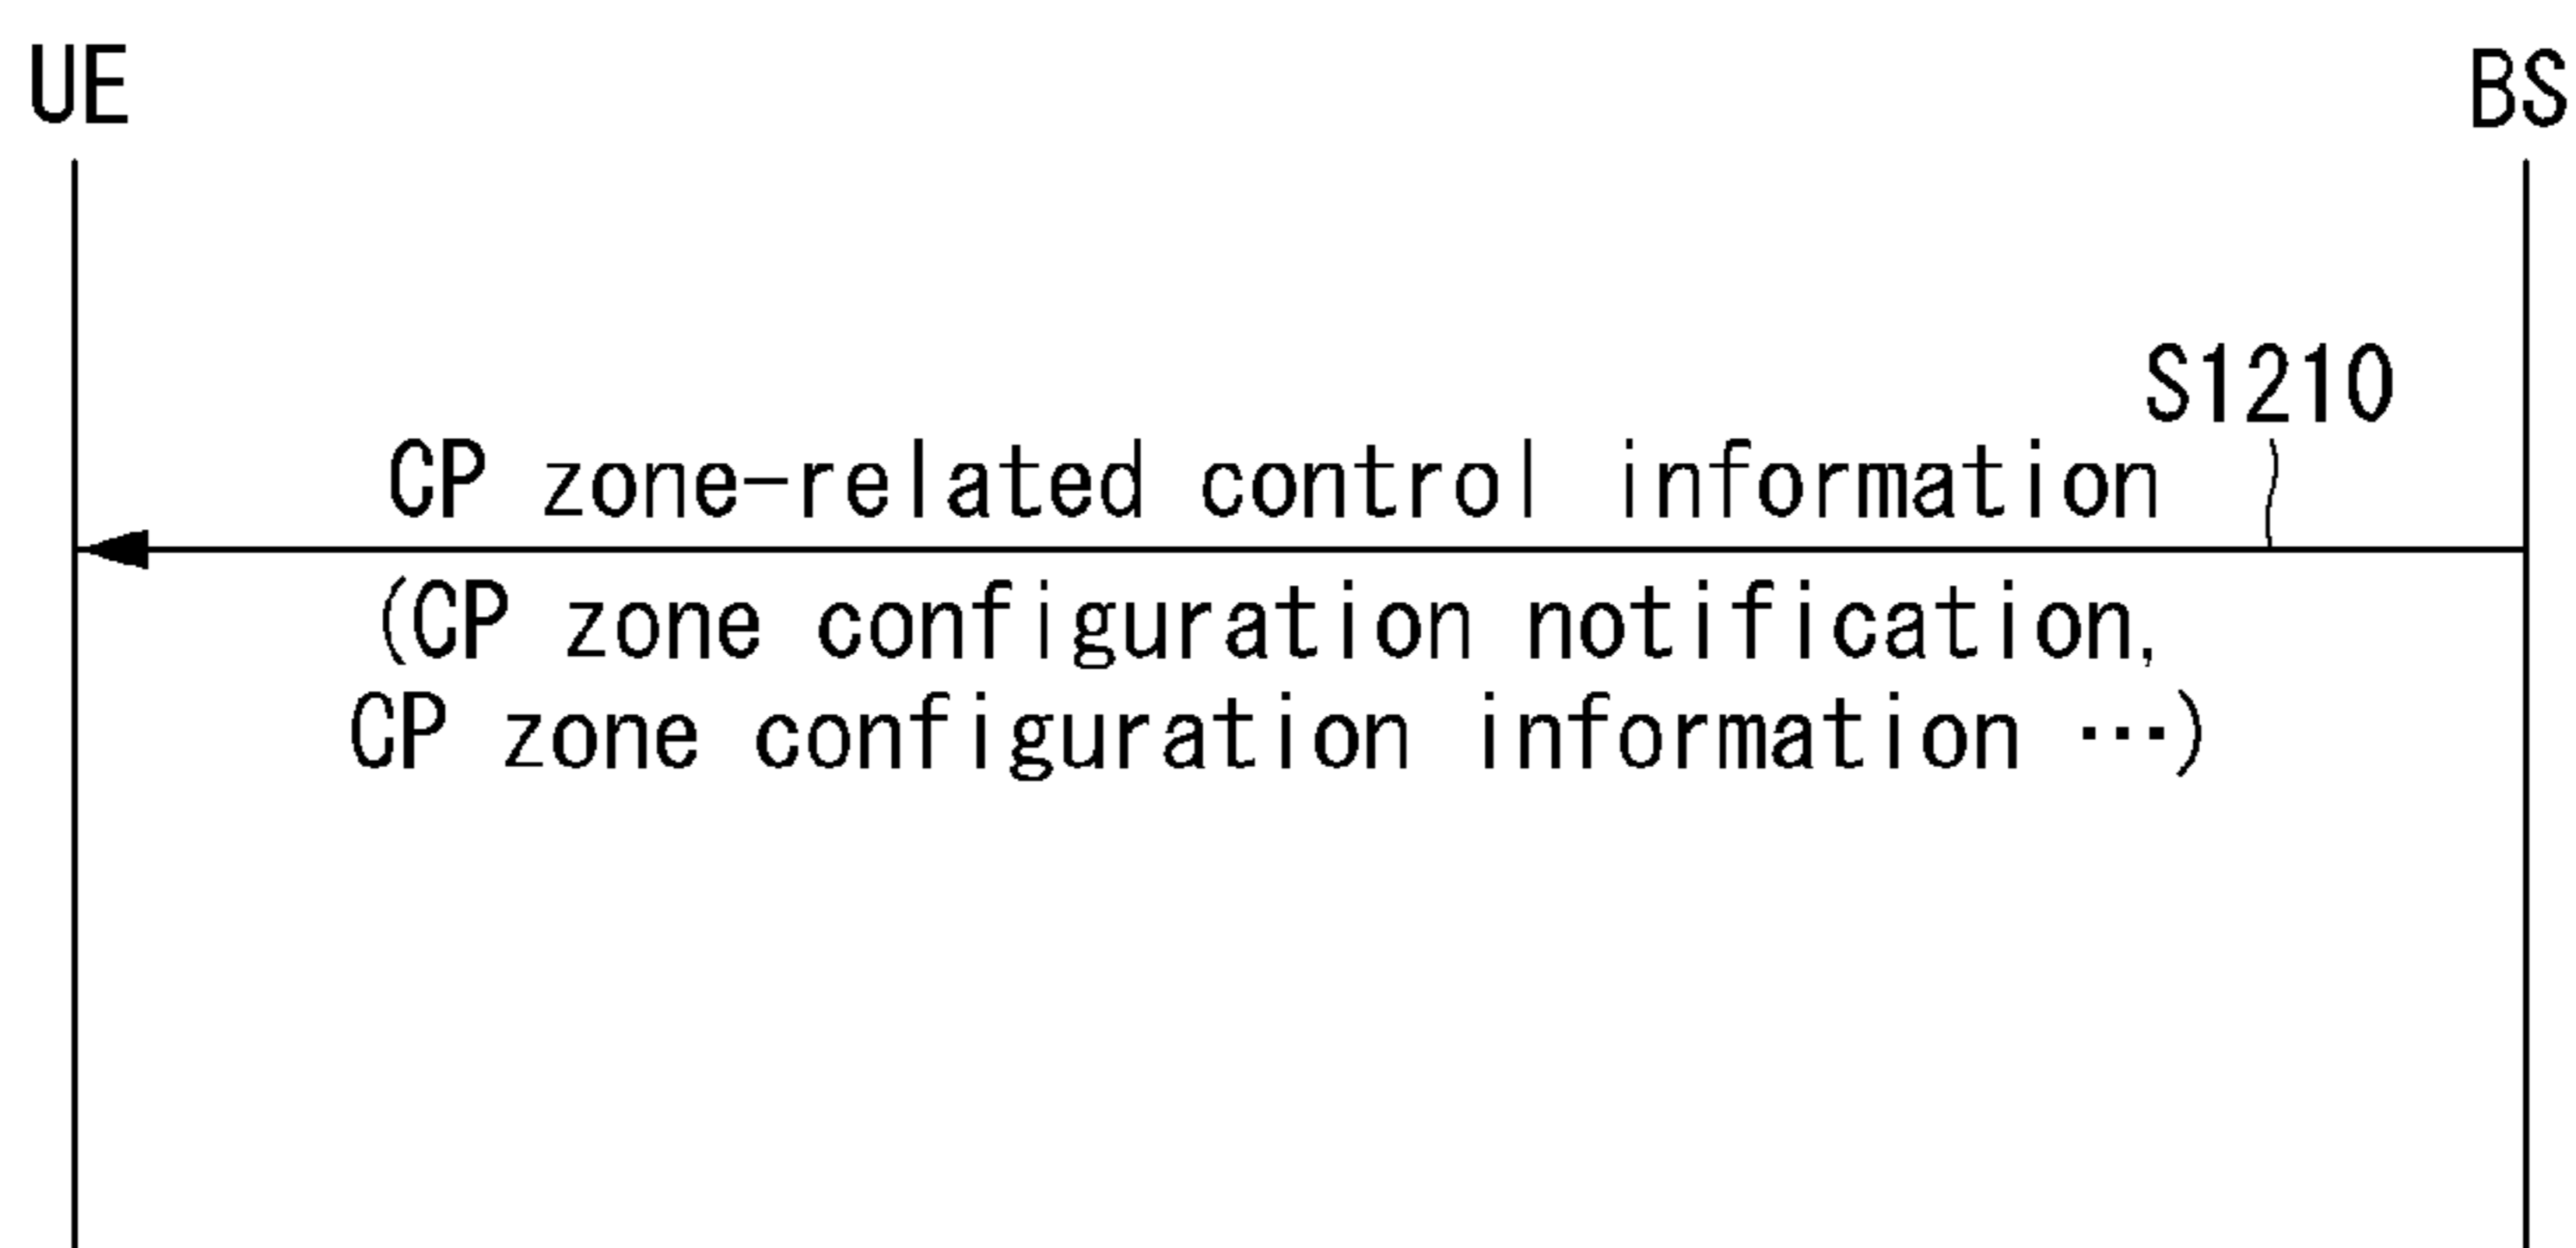 UE
BS
S1210
CP zone-related control information
(CP zone configuration notification,
CP zone configuration information ⋯)